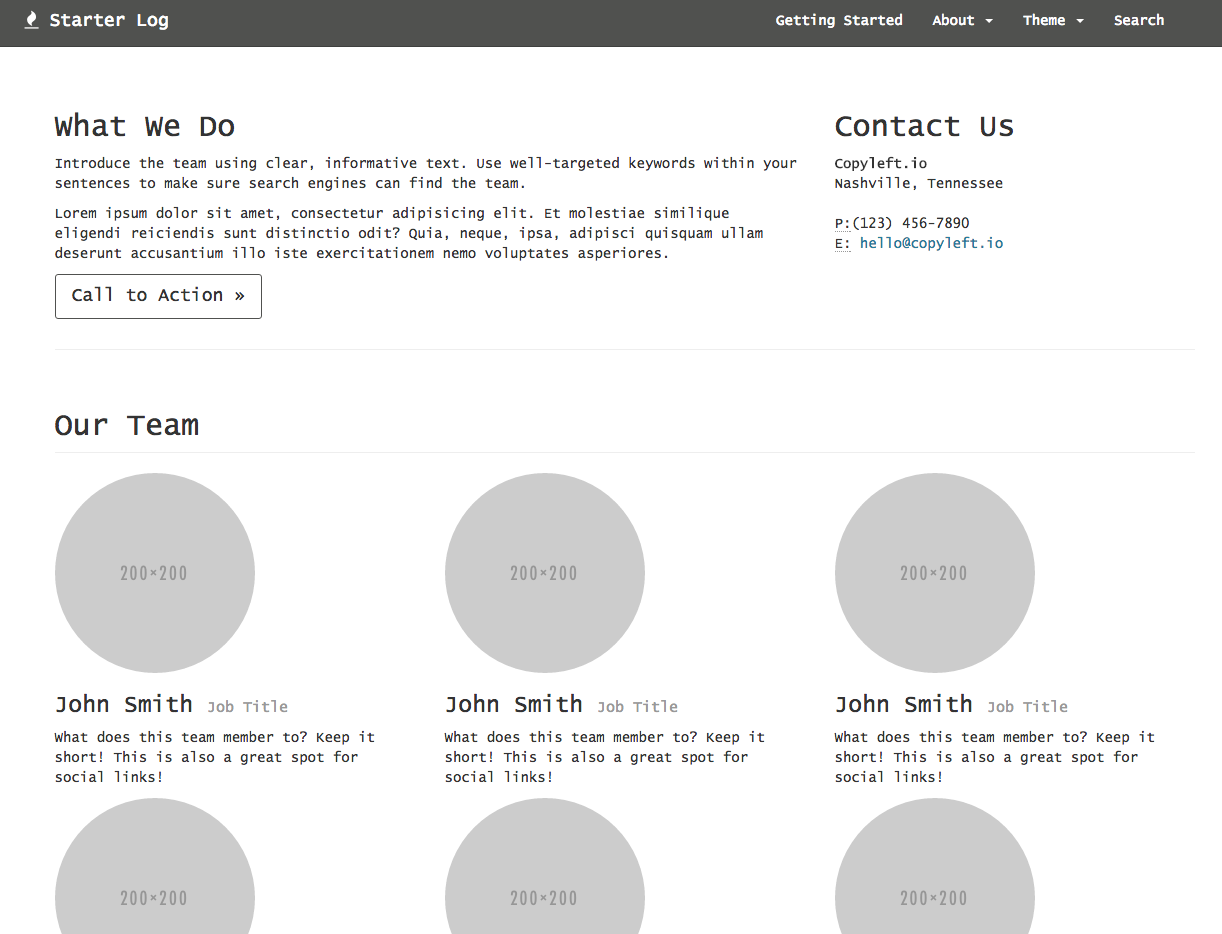 Starter Log
Getting Started About Theme Search
What We Do
Introduce the team using clear, informative text. Use well-targeted keywords within your
sentences to make sure search engines can find the team.
Lorem ipsum dolor sit amet, consectetur adipisicing elit. Et molestiae similique
eligendi reiciendis sunt distinctio odit? Quia, neque, ipsa, adipisci quisquam ullam
deserunt accusantium illo iste exercitationem nemo voluptates asperiores.
Call to Action »
Contact Us
Copyleft.io
Nashville, Tennessee
P:(123) 456-7890
E: hello@copyleft.io
Our Team
200×200
John Smith Job Title
What does this team member to? Keep it
short! This is also a great spot for
social links!
200×200
John Smith Job Title
What does this team member to? Keep it
short! This is also a great spot for
social links!
200×200
John Smith Job Title
What does this team member to? Keep it
short! This is also a great spot for
social links!
200×200
200×200
200×200